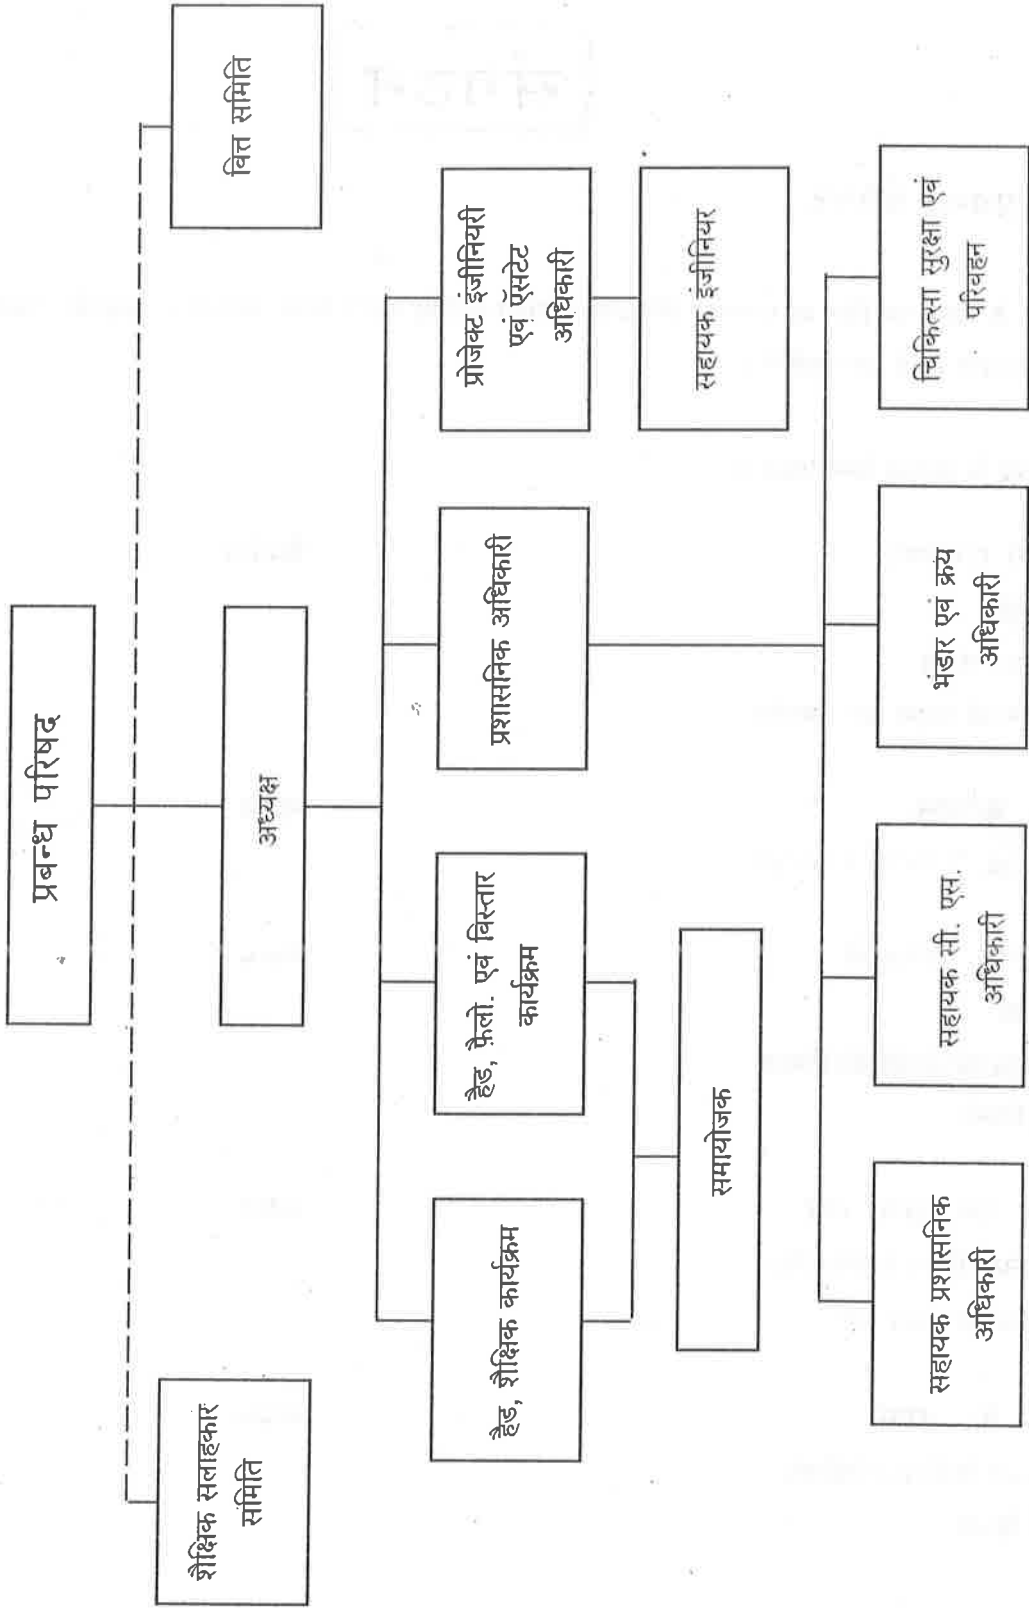 प्रबन्ध परिषद
शैक्षिक सलाहकार
समिति
वित्त समिति
अध्यक्ष
हैड, शैक्षिक कार्यक्रम
हैड, फ़ैलो. एवं विस्तार
कार्यक्रम
प्रशासनिक अधिकारी
प्रोजेक्ट इंजीनियरी
एवं ऍसटेट
अधिकारी
समायोजक
सहायक इंजीनियर
सहायक प्रशासनिक
अधिकारी
सहायक सी. एस.
अधिकारी
भंडार एवं क्रय
अधिकारी
चिकित्सा सुरक्षा एवं
परिवहन